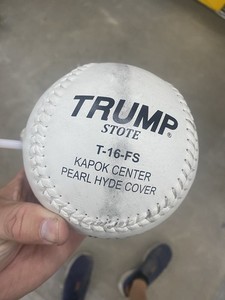 TRUMP®
STOTE
T-16-FS
KAPOK CENTER
PEARL HYDE COVER